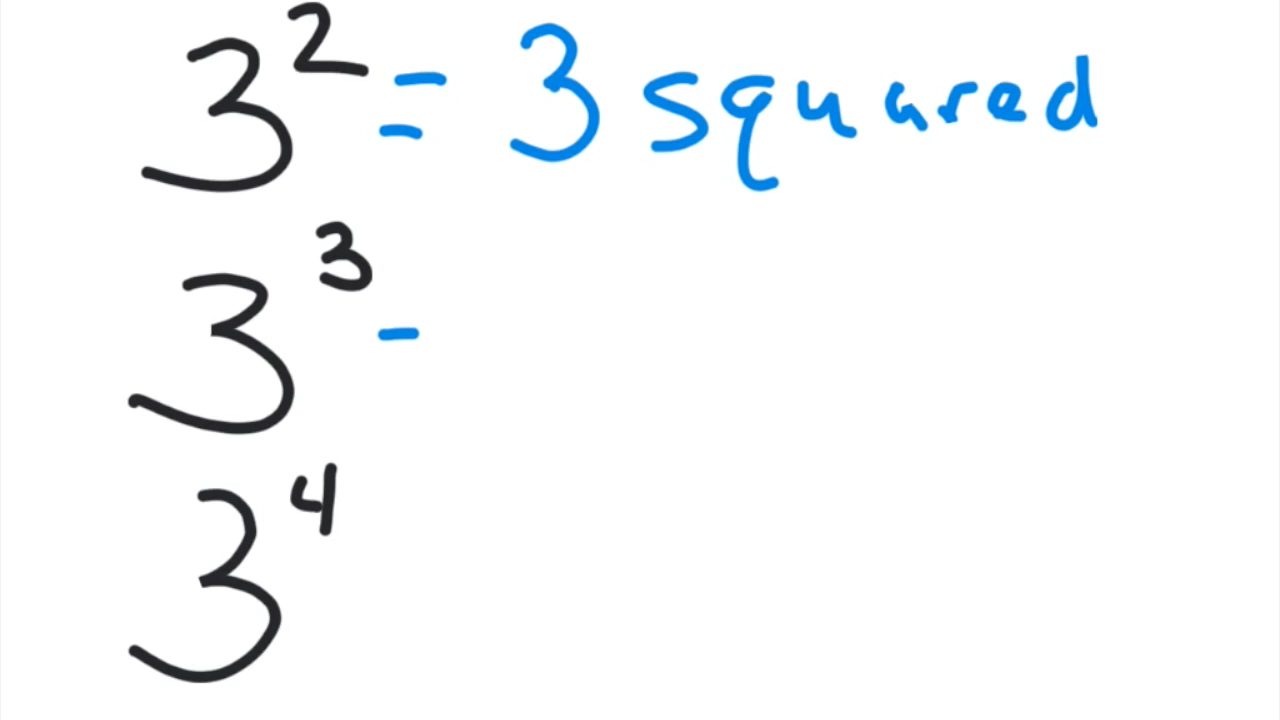 3² = 3 squared
3³ -
3⁴